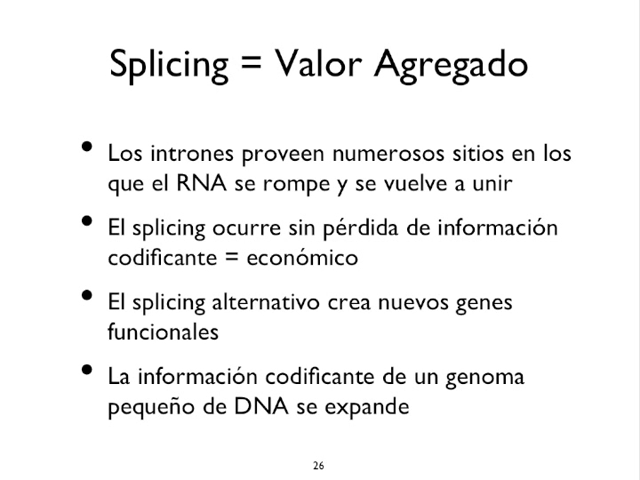 Splicing = Valor Agregado
• Los intrones proveen numerosos sitios en los
que el RNA se rompe y se vuelve a unir
• El splicing ocurre sin pérdida de información
codificante = económico
• El splicing alternativo crea nuevos genes
funcionales
• La información codificante de un genoma
pequeño de DNA se expande
26